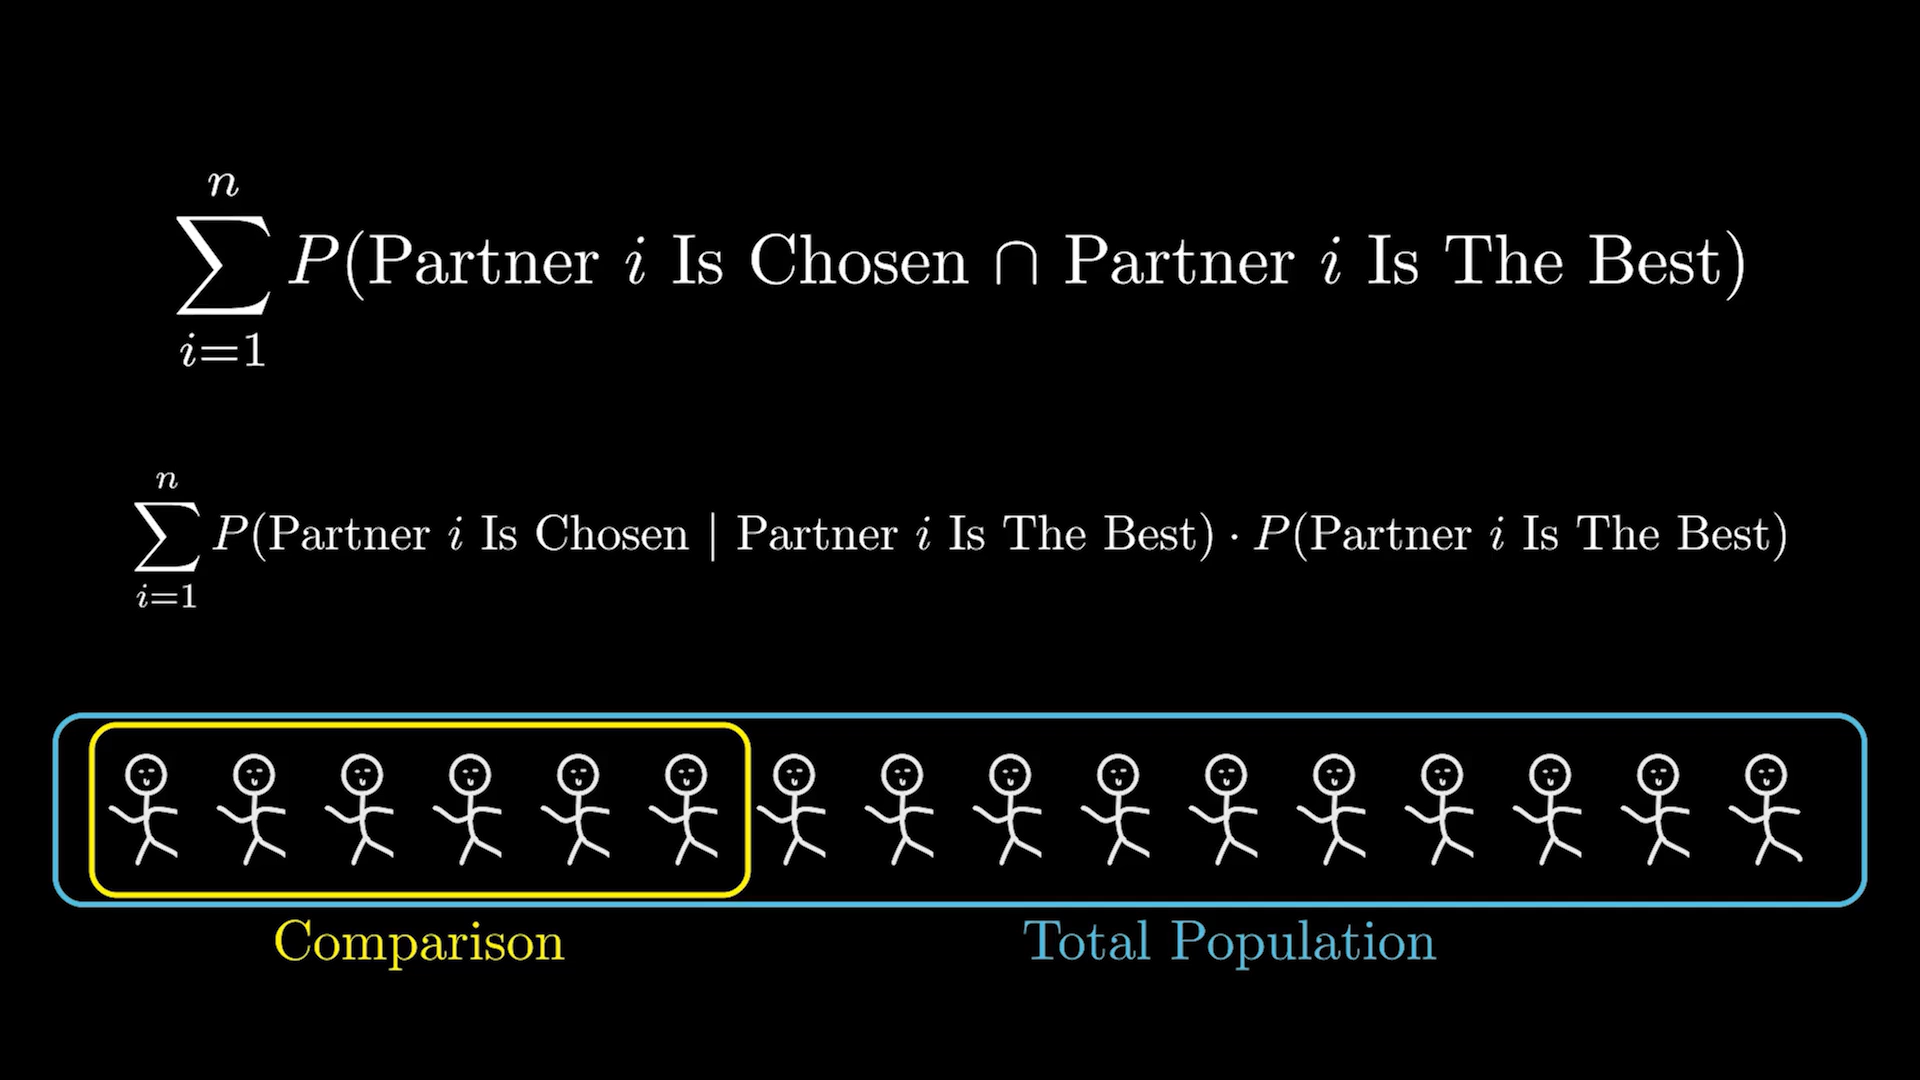 n
∑ P(Partner i Is Chosen ∩ Partner i Is The Best)
i=1
n
∑ P(Partner i Is Chosen | Partner i Is The Best) · P(Partner i Is The Best)
i=1
Comparison
Total Population